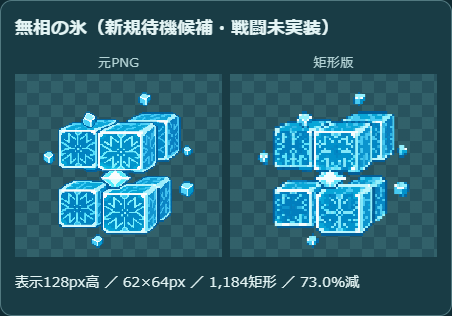 無相の氷（新規待機候補・戦闘未実装）
元PNG
矩形版
表示128px高 ／ 62×64px ／ 1,184矩形 ／ 73.0%減